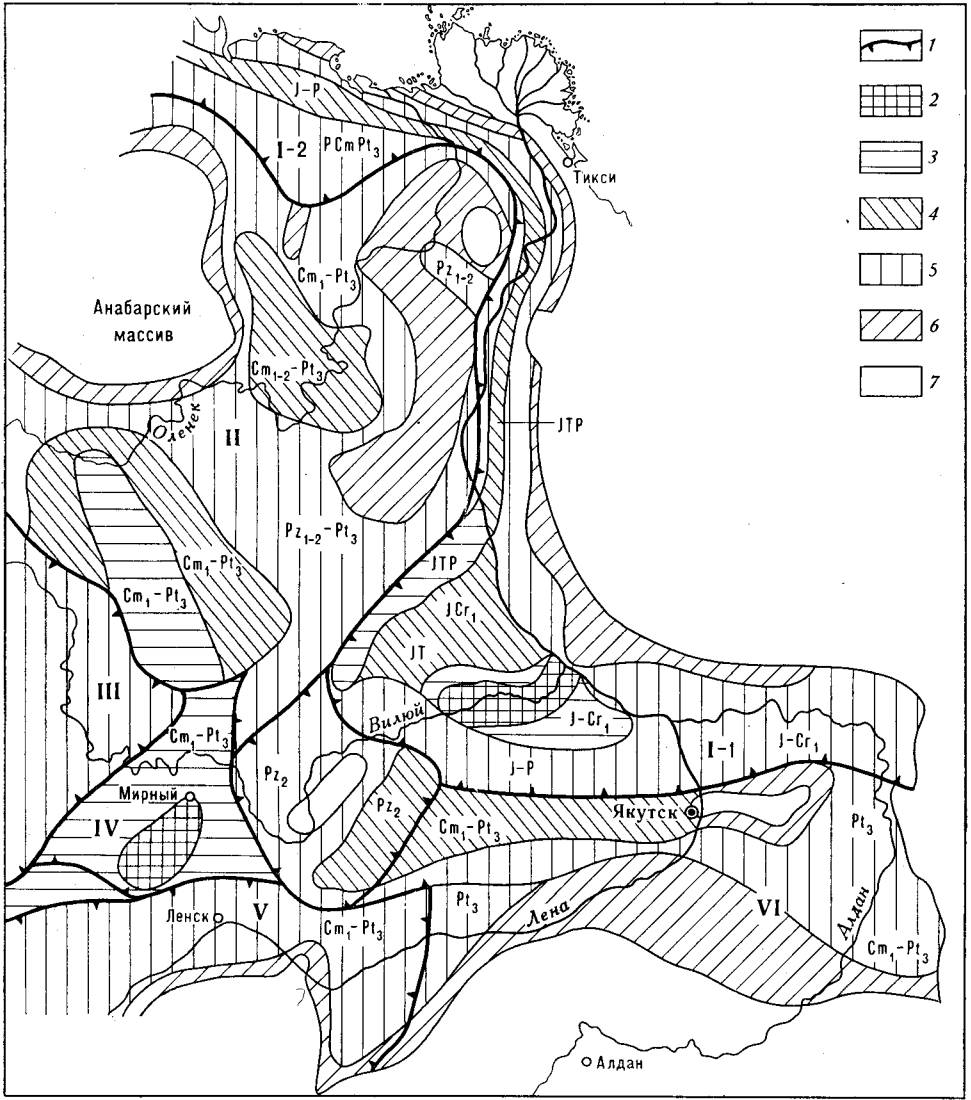 1
2
3
4
5
6
7
J–P
I-2
PЄmPt₃
Тикси
Pz₁₋₂
Cm₁–Pt₃
Анабарский
массив
Cm₁₋₂–Pt₃
Оленек
II
JTP
Pz₁₋₂–Pt₃
Cm₁–Pt₃
Cm₁–Pt₃
JTP
JCr₁
JT
III
Вилюй
J–Cr₁
I-1
J–Cr₁
Cm₁–Pt₃
J–P
Pz₂
Мирный
Pz₂
Якутск
IV
Cm₁–Pt₃
Pt₃
Pt₃
Ленск
V
Лена
VI
Алдан
Cm₁–Pt₃
Cm₁–Pt₃
Алдан